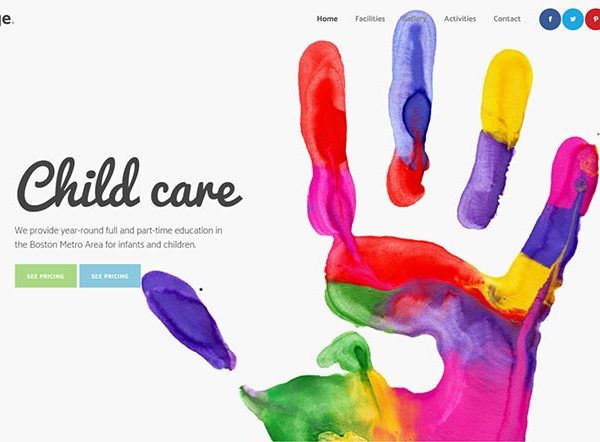 ge.
Home Facilities Gallery Activities Contact
Child care
We provide year-round full and part-time education in
the Boston Metro Area for infants and children.
SEE PRICING SEE PRICING